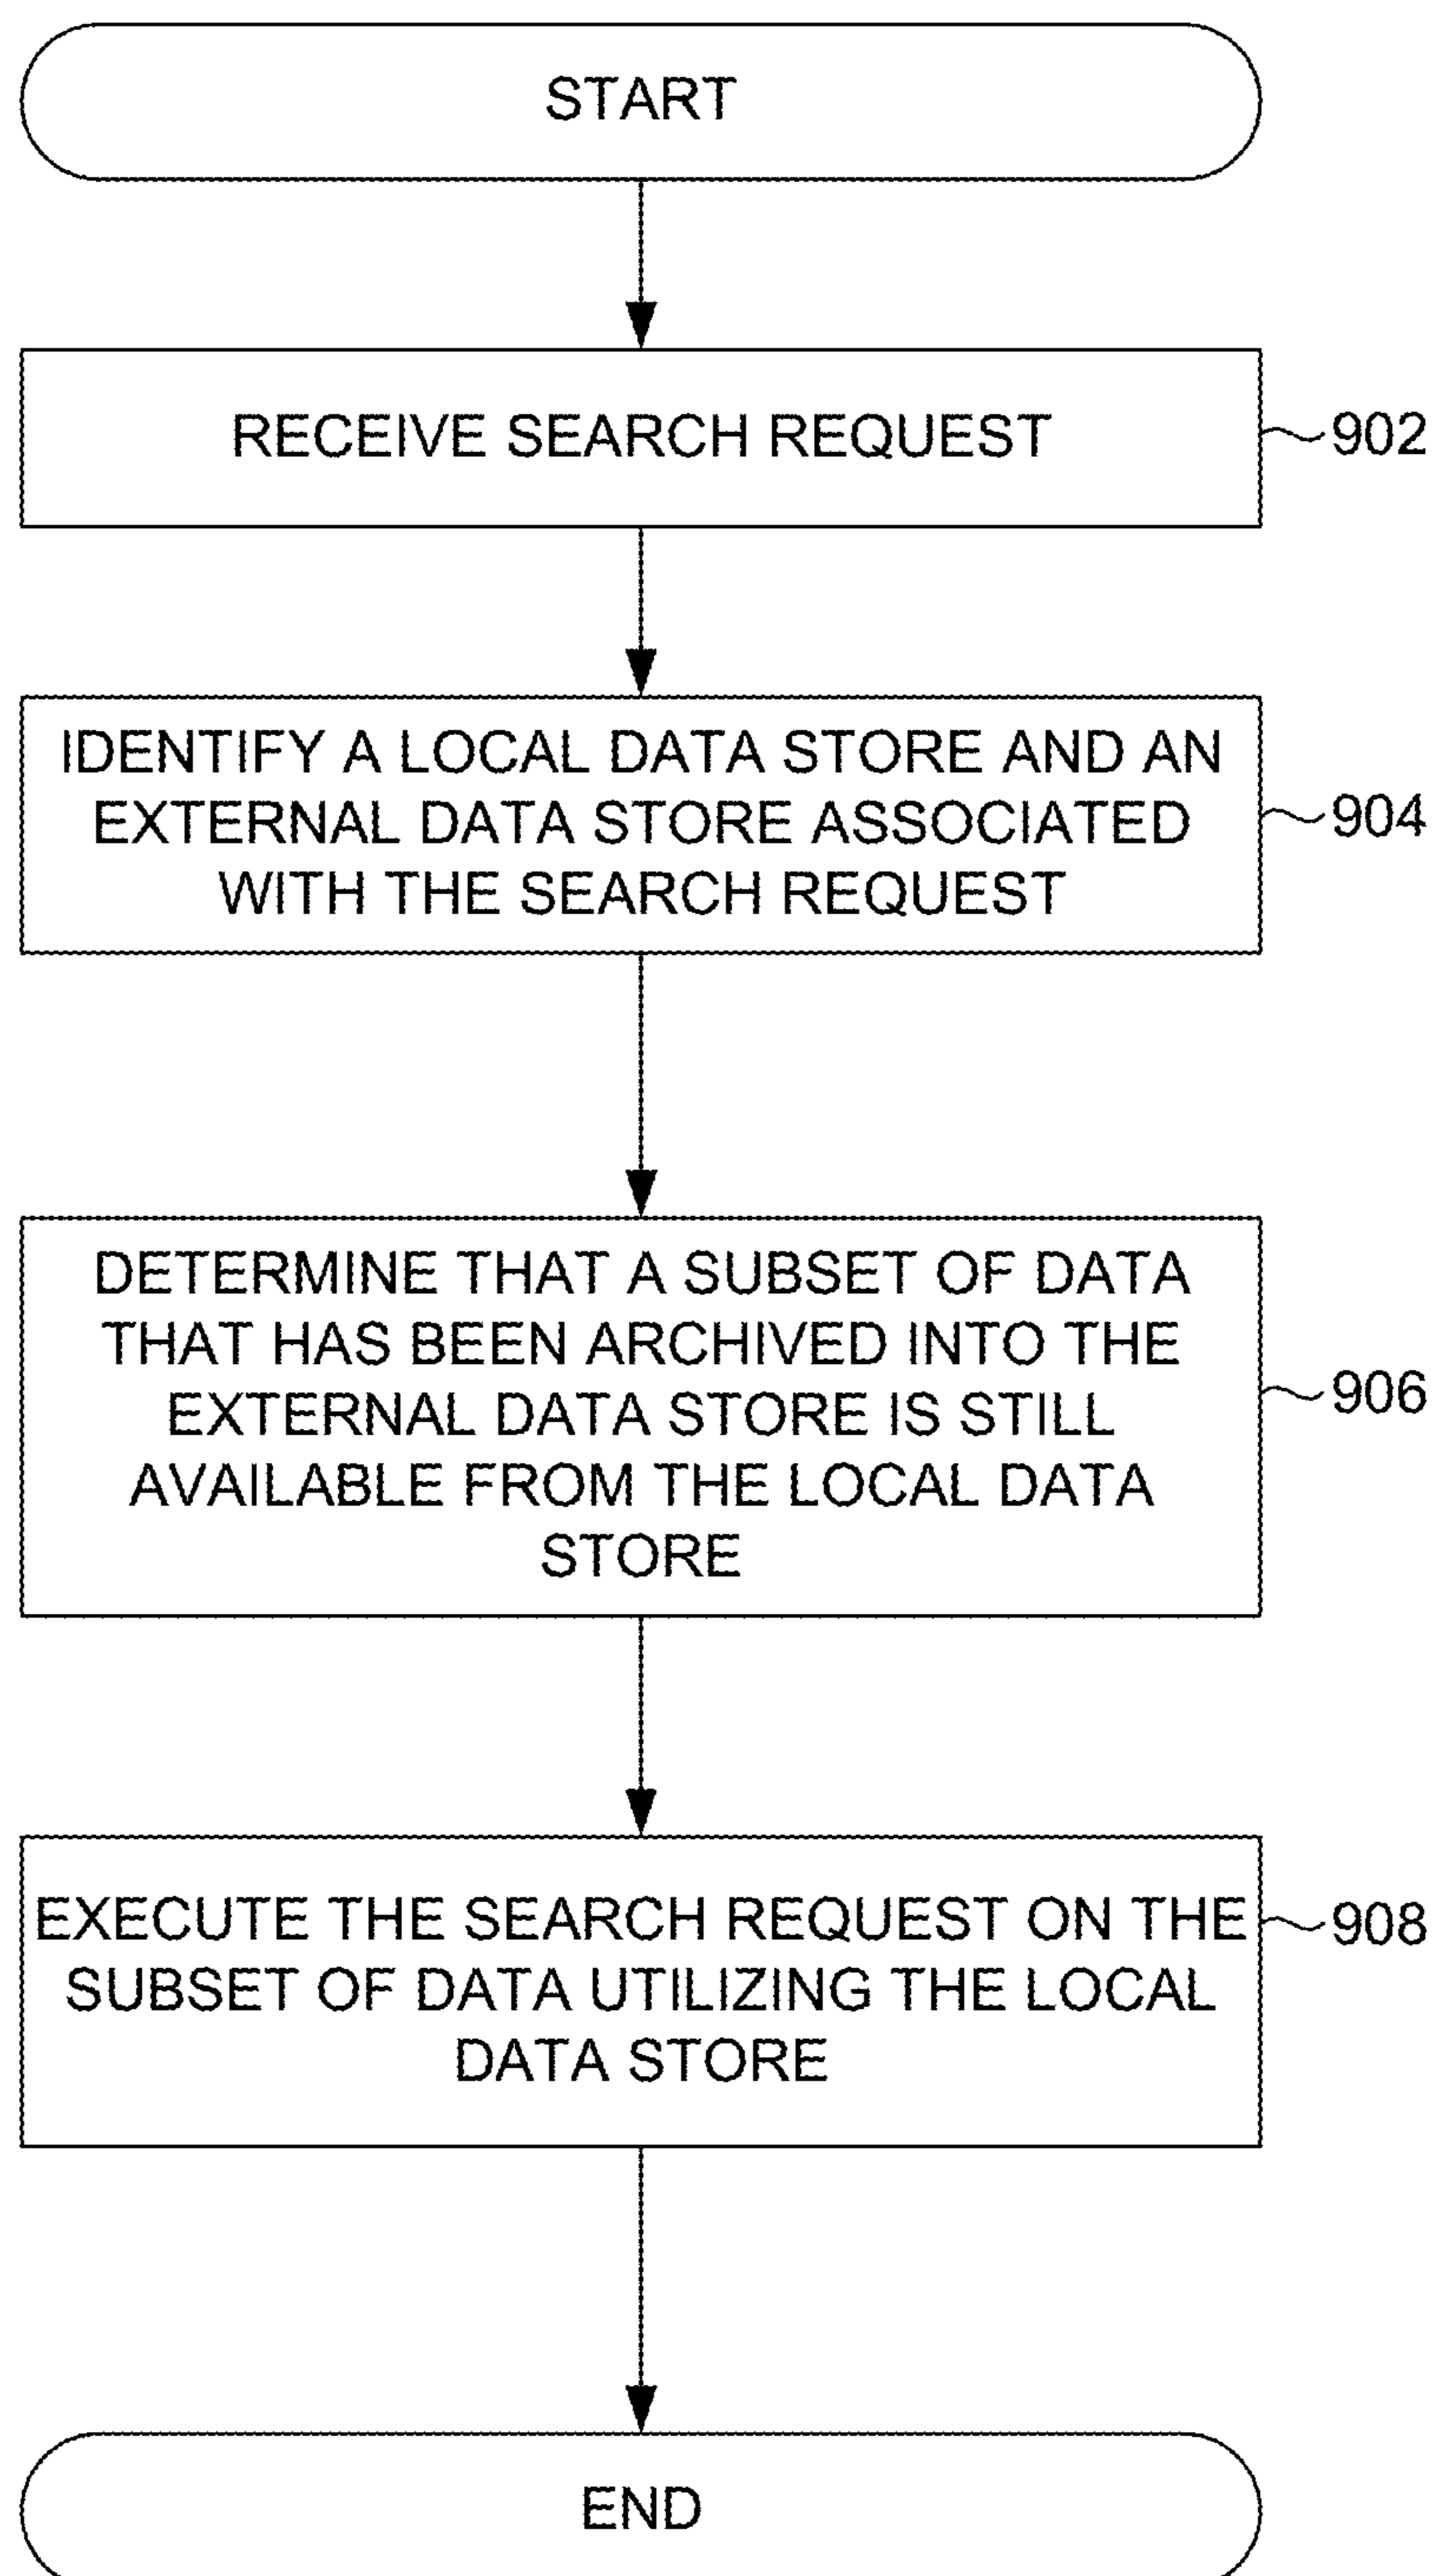 START
RECEIVE SEARCH REQUEST
902
IDENTIFY A LOCAL DATA STORE AND AN
EXTERNAL DATA STORE ASSOCIATED
WITH THE SEARCH REQUEST
904
DETERMINE THAT A SUBSET OF DATA
THAT HAS BEEN ARCHIVED INTO THE
EXTERNAL DATA STORE IS STILL
AVAILABLE FROM THE LOCAL DATA
STORE
906
EXECUTE THE SEARCH REQUEST ON THE
SUBSET OF DATA UTILIZING THE LOCAL
DATA STORE
908
END